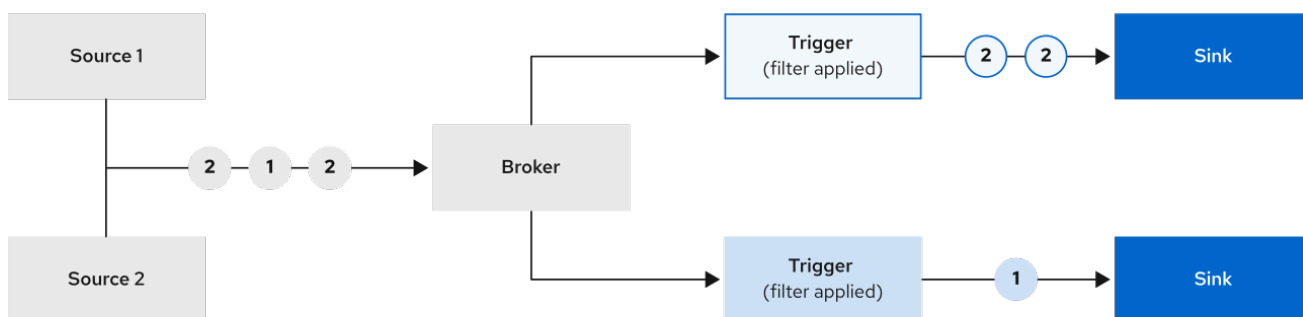 Source 1
Source 2
2 1 2
Broker
Trigger
(filter applied)
2 2
Sink
Trigger
(filter applied)
1
Sink